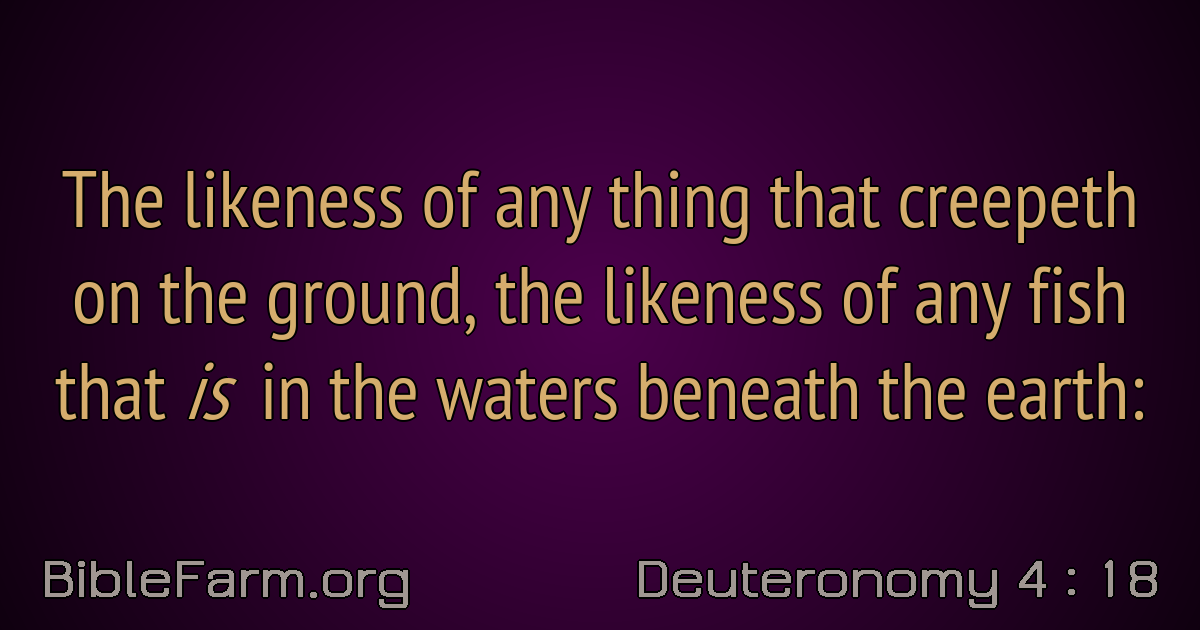 The likeness of any thing that creepeth
on the ground, the likeness of any fish
that is in the waters beneath the earth:
BibleFarm.org
Deuteronomy 4 : 18